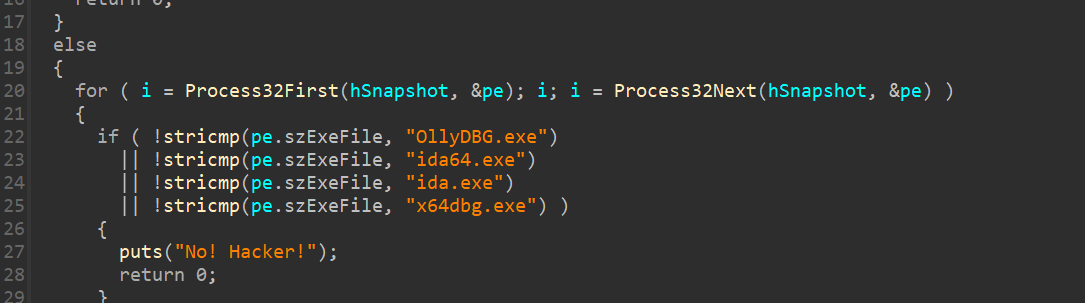 16 return 0;
17 }
18 else
19 {
20 for ( i = Process32First(hSnapshot, &pe); i; i = Process32Next(hSnapshot, &pe) )
21 {
22 if ( !stricmp(pe.szExeFile, "OllyDBG.exe")
23 || !stricmp(pe.szExeFile, "ida64.exe")
24 || !stricmp(pe.szExeFile, "ida.exe")
25 || !stricmp(pe.szExeFile, "x64dbg.exe") )
26 {
27 puts("No! Hacker!");
28 return 0;
29 }